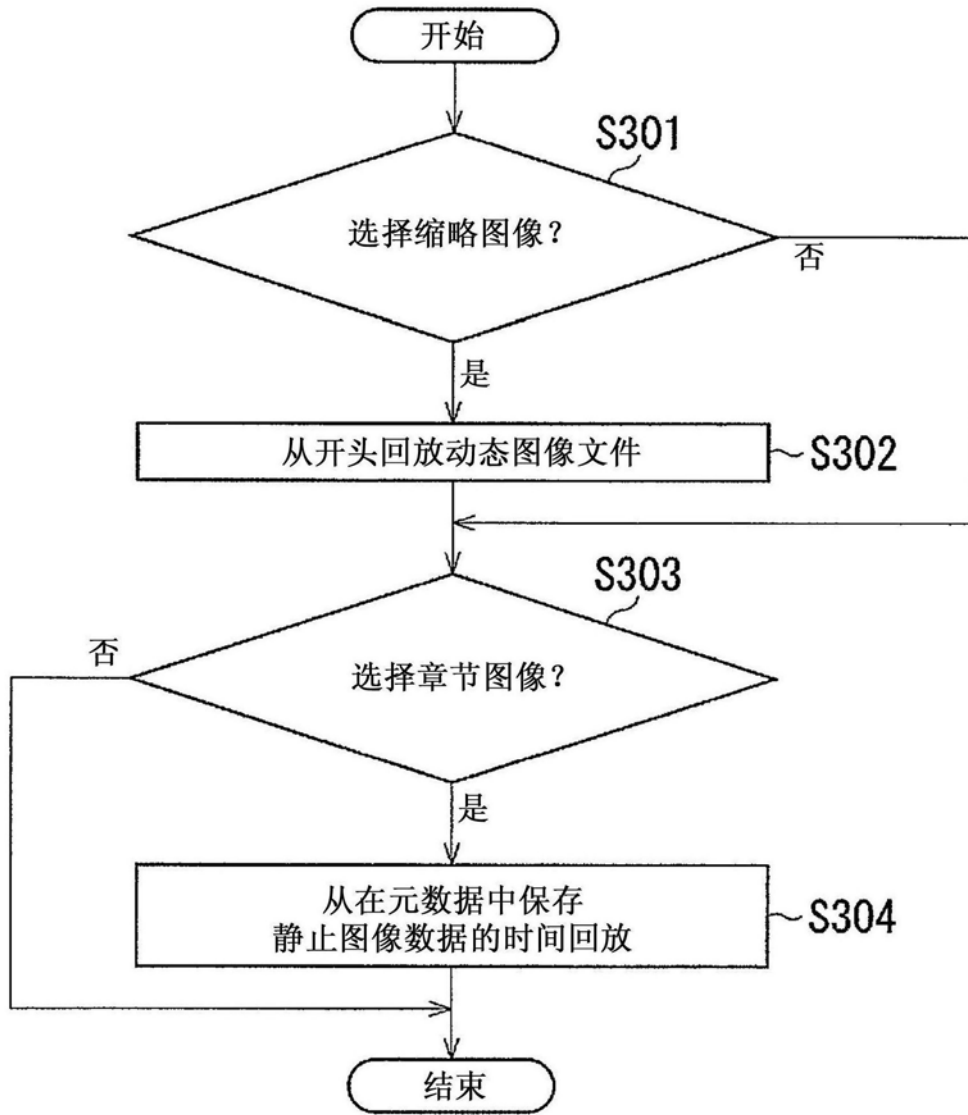 开始
S301
选择缩略图像？
否
是
从开头回放动态图像文件
S302
S303
否
选择章节图像？
是
从在元数据中保存
静止图像数据的时间回放
S304
结束